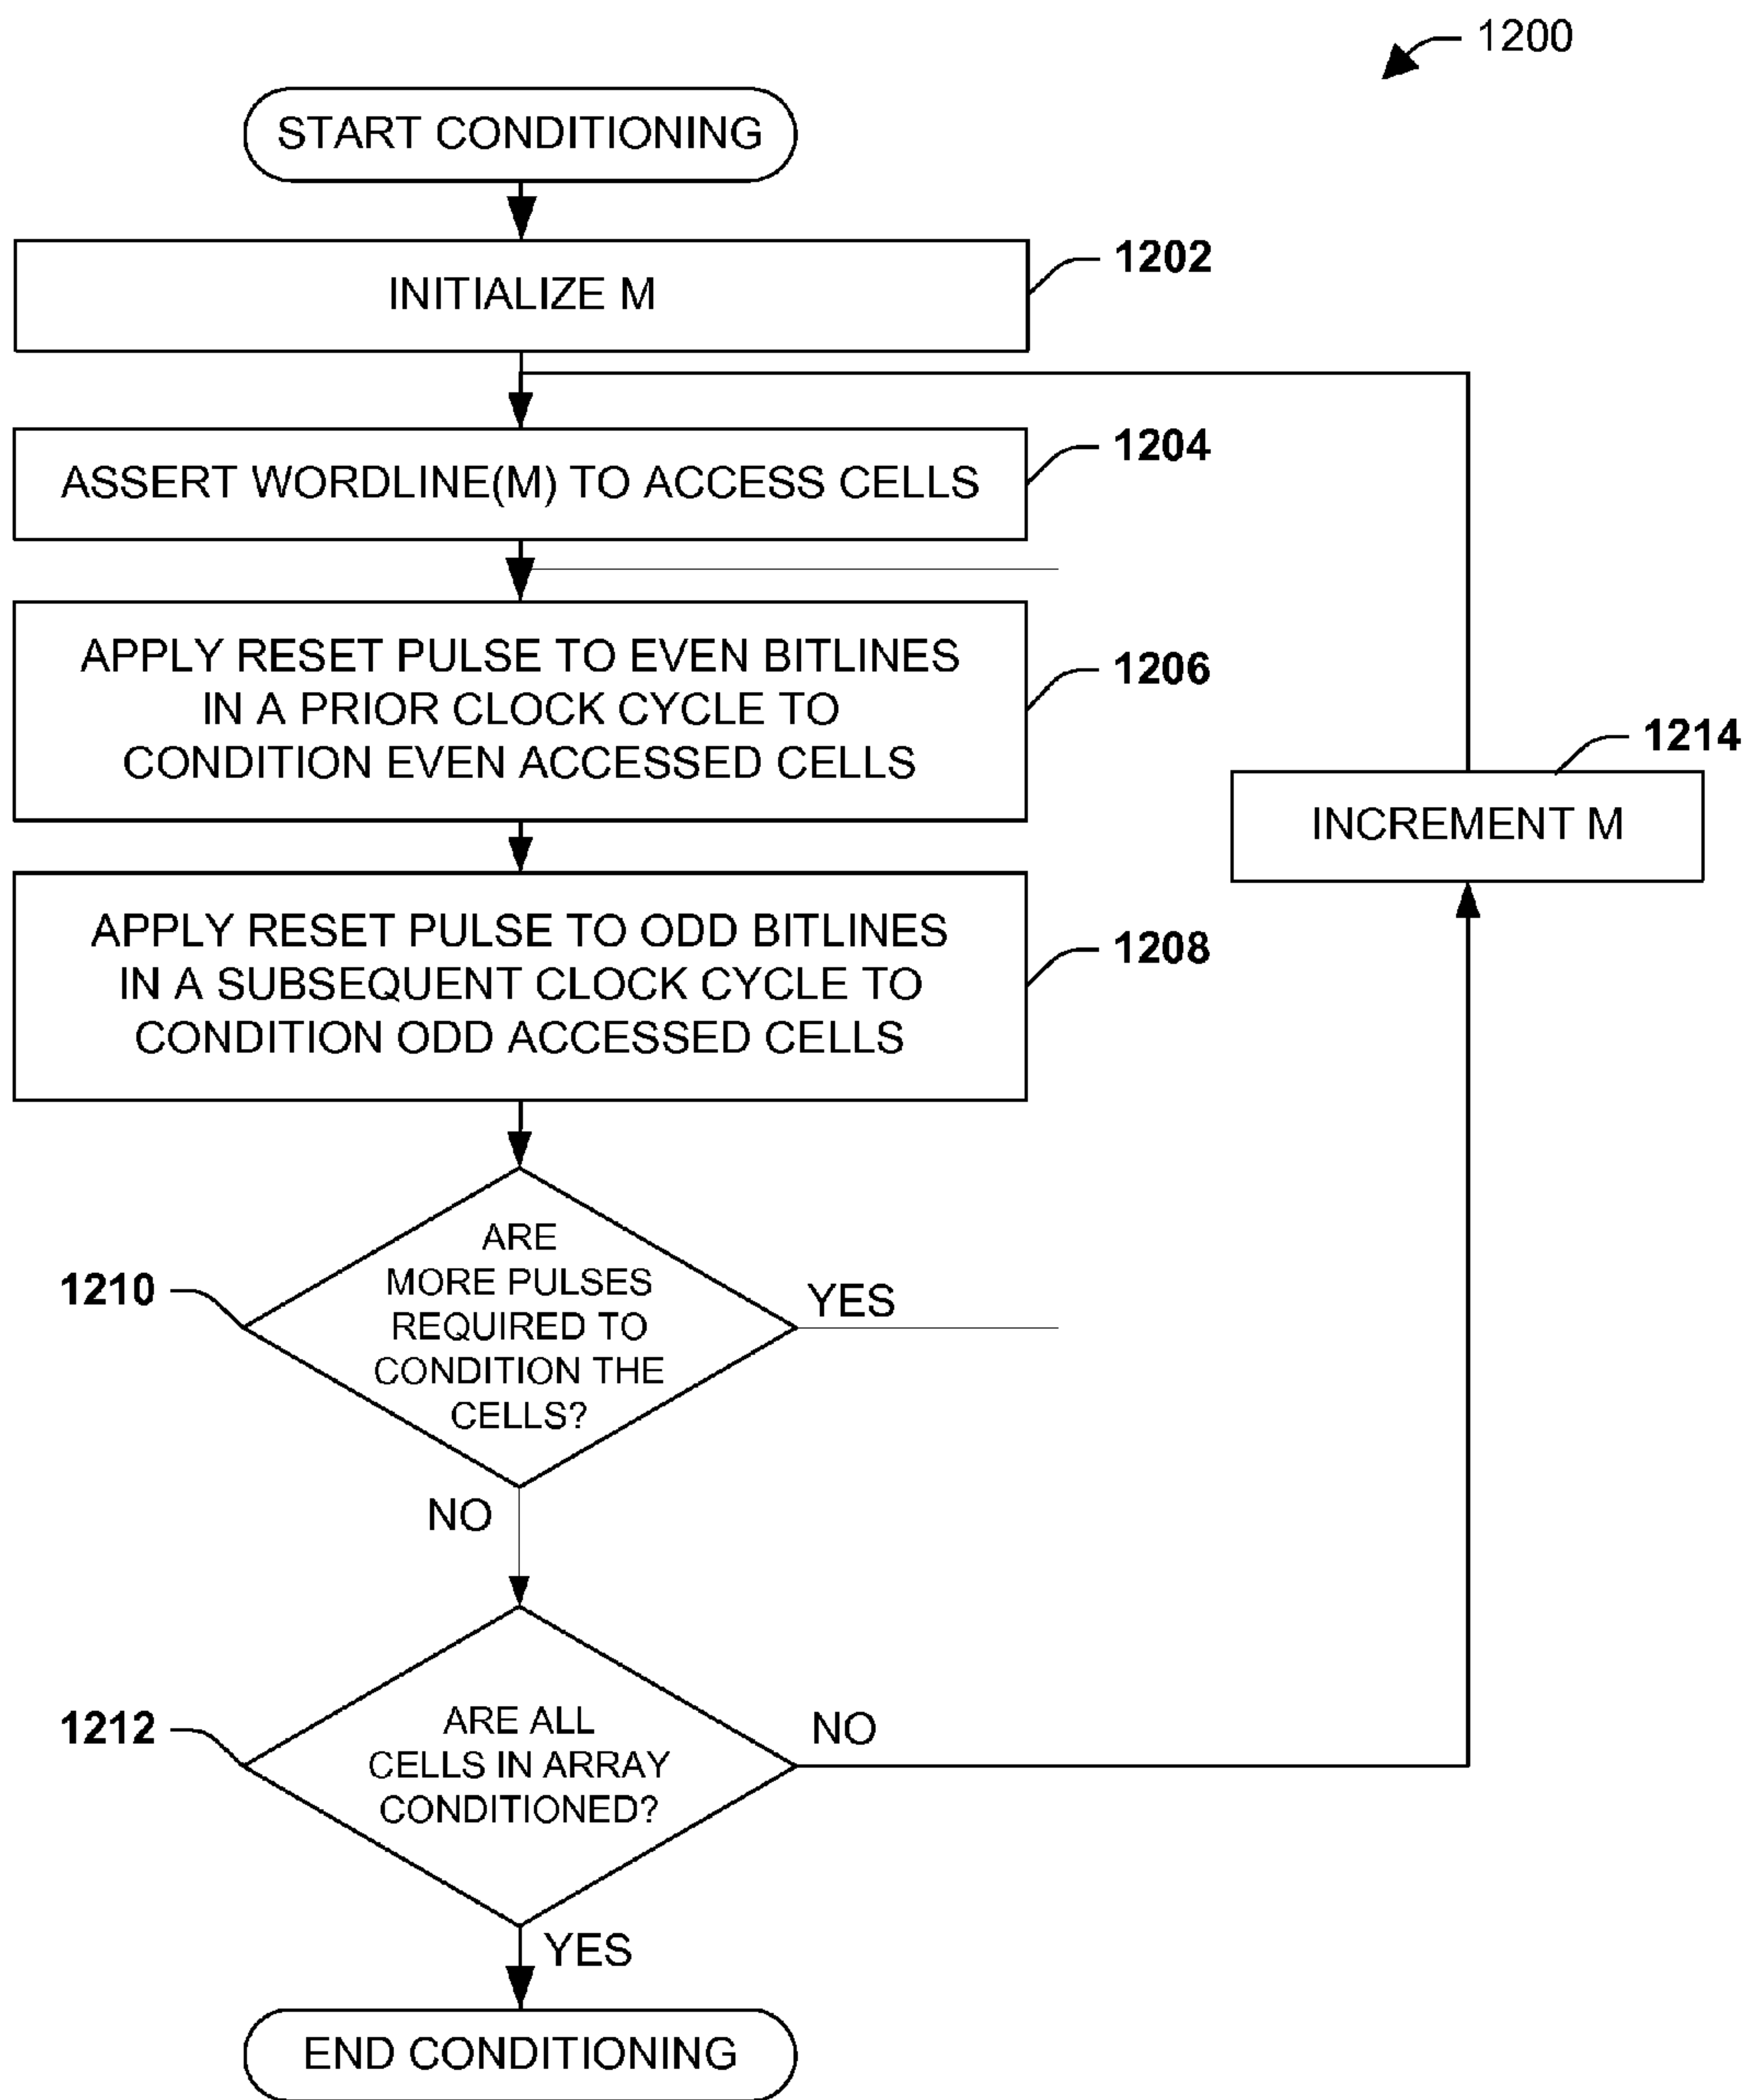 1200
START CONDITIONING
INITIALIZE M
1202
ASSERT WORDLINE(M) TO ACCESS CELLS
1204
APPLY RESET PULSE TO EVEN BITLINES
IN A PRIOR CLOCK CYCLE TO
CONDITION EVEN ACCESSED CELLS
1206
1214
INCREMENT M
APPLY RESET PULSE TO ODD BITLINES
IN A SUBSEQUENT CLOCK CYCLE TO
CONDITION ODD ACCESSED CELLS
1208
ARE
MORE PULSES
REQUIRED TO
CONDITION THE
CELLS?
1210
YES
NO
ARE ALL
CELLS IN ARRAY
CONDITIONED?
1212
NO
YES
END CONDITIONING